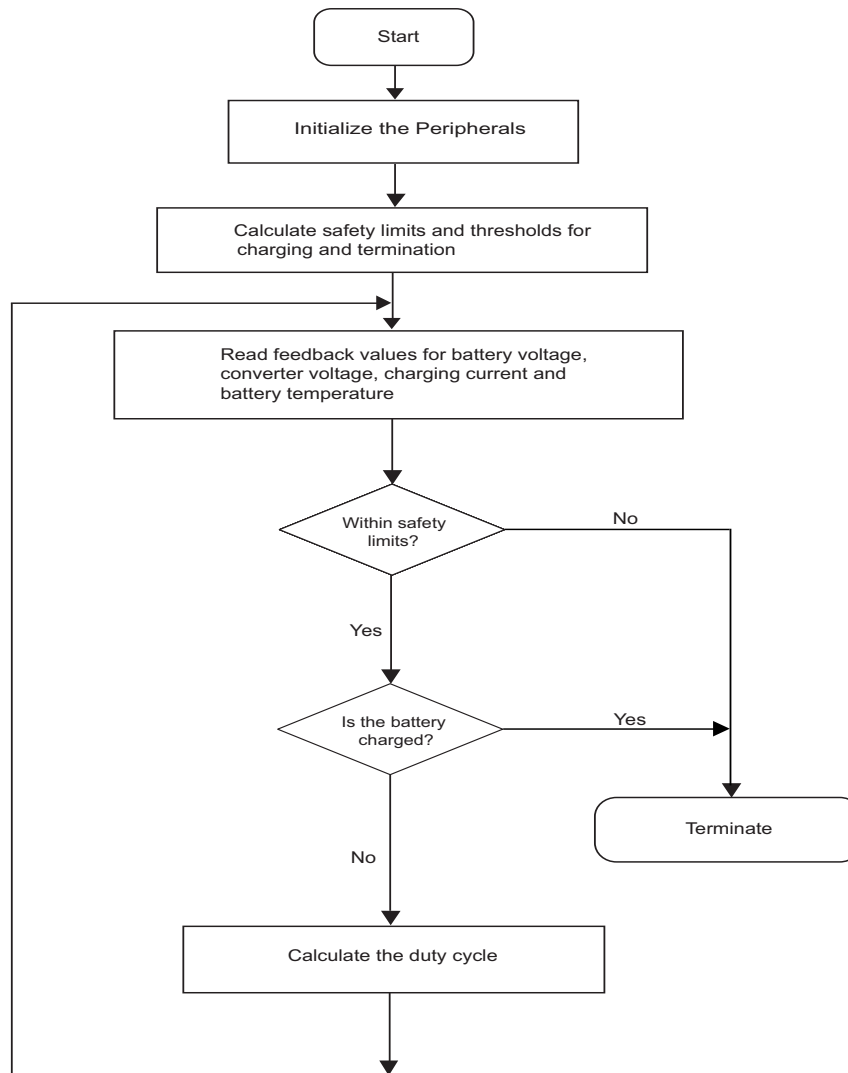 Start
Initialize the Peripherals
Calculate safety limits and thresholds for
charging and termination
Read feedback values for battery voltage,
converter voltage, charging current and
battery temperature
Within safety
limits?
No
Yes
Is the battery
charged?
Yes
Terminate
No
Calculate the duty cycle